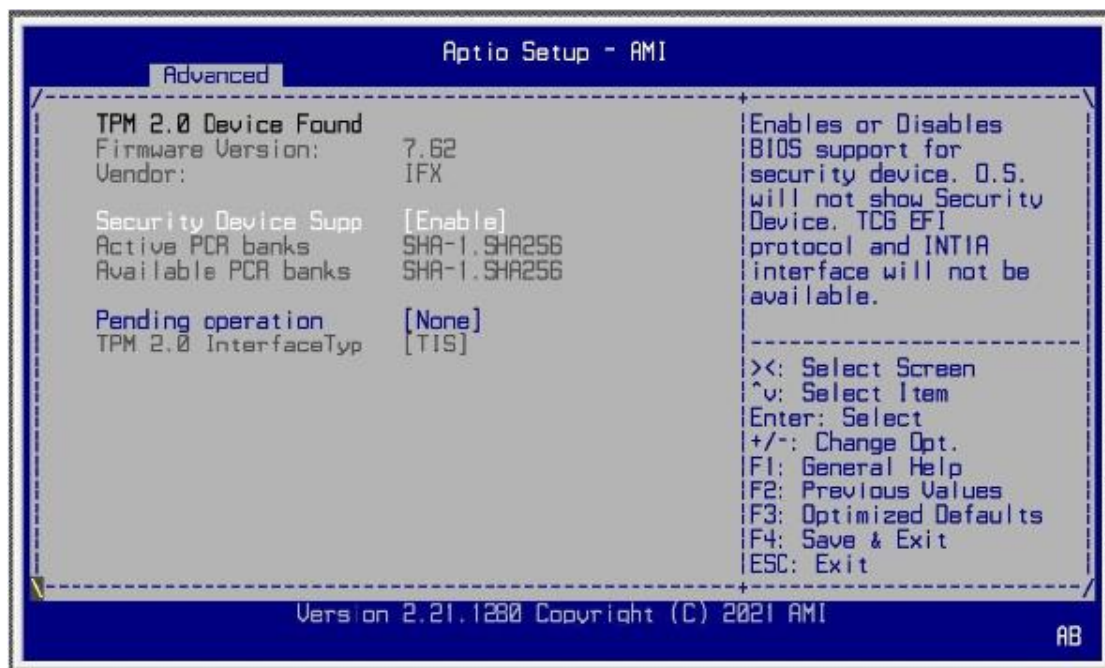 Aptio Setup - AMI
Advanced
TPM 2.0 Device Found
Firmware Version: 7.62
Vendor: IFX
Security Device Supp [Enable]
Active PCR banks SHA-1.SHA256
Available PCR banks SHA-1.SHA256
Pending operation [None]
TPM 2.0 InterfaceTyp [TIS]
Enables or Disables
BIOS support for
security device. O.S.
will not show Security
Device. TCG EFI
protocol and INT1A
interface will not be
available.
><: Select Screen
^v: Select Item
Enter: Select
+/-: Change Opt.
F1: General Help
F2: Previous Values
F3: Optimized Defaults
F4: Save & Exit
ESC: Exit
Version 2.21.1280 Copyright (C) 2021 AMI
AB